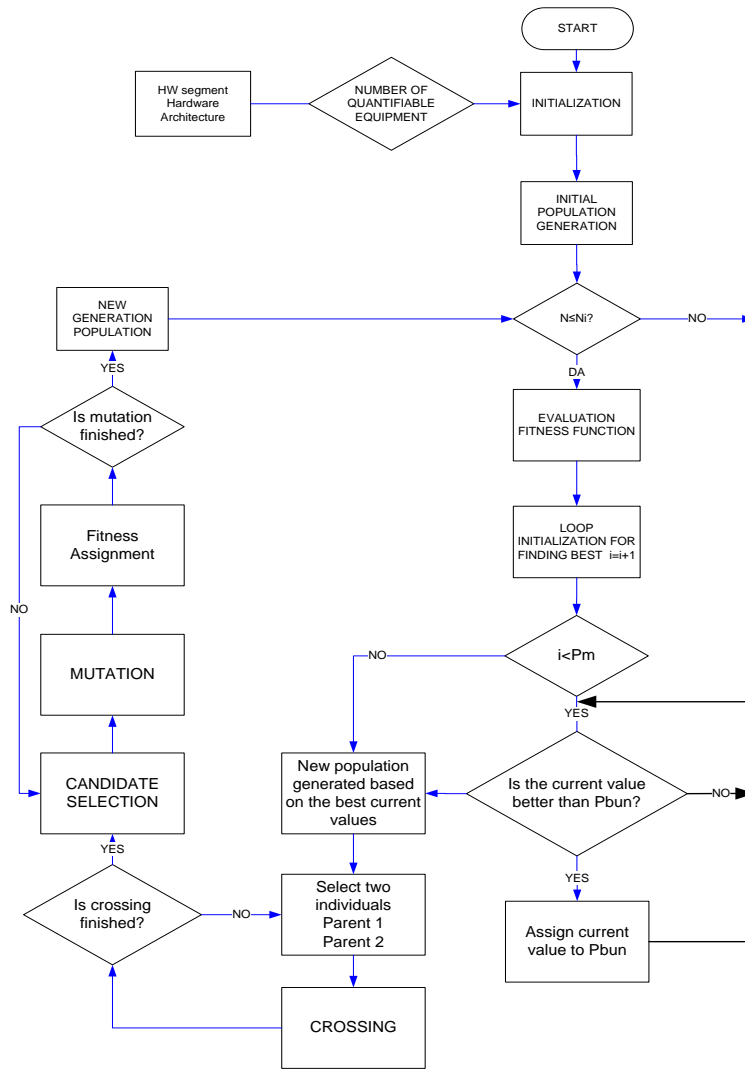 START
HW segment
Hardware
Architecture
NUMBER OF
QUANTIFIABLE
EQUIPMENT
INITIALIZATION
INITIAL
POPULATION
GENERATION
NEW
GENERATION
POPULATION
N≤Ni?
NO
YES
DA
Is mutation
finished?
EVALUATION
FITNESS FUNCTION
Fitness
Assignment
LOOP
INITIALIZATION FOR
FINDING BEST i=i+1
NO
i<Pm
NO
MUTATION
YES
CANDIDATE
SELECTION
New population
generated based
on the best current
values
Is the current value
better than Pbun?
NO
YES
YES
Is crossing
finished?
NO
Select two
individuals
Parent 1
Parent 2
Assign current
value to Pbun
CROSSING